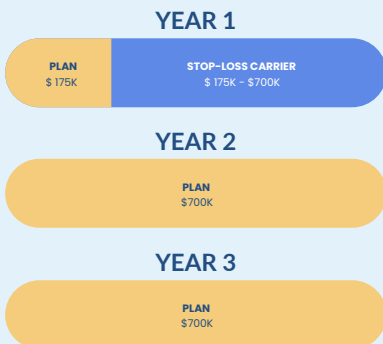 YEAR 1
PLAN
$ 175K
STOP-LOSS CARRIER
$ 175K - $700K
YEAR 2
PLAN
$700K
YEAR 3
PLAN
$700K